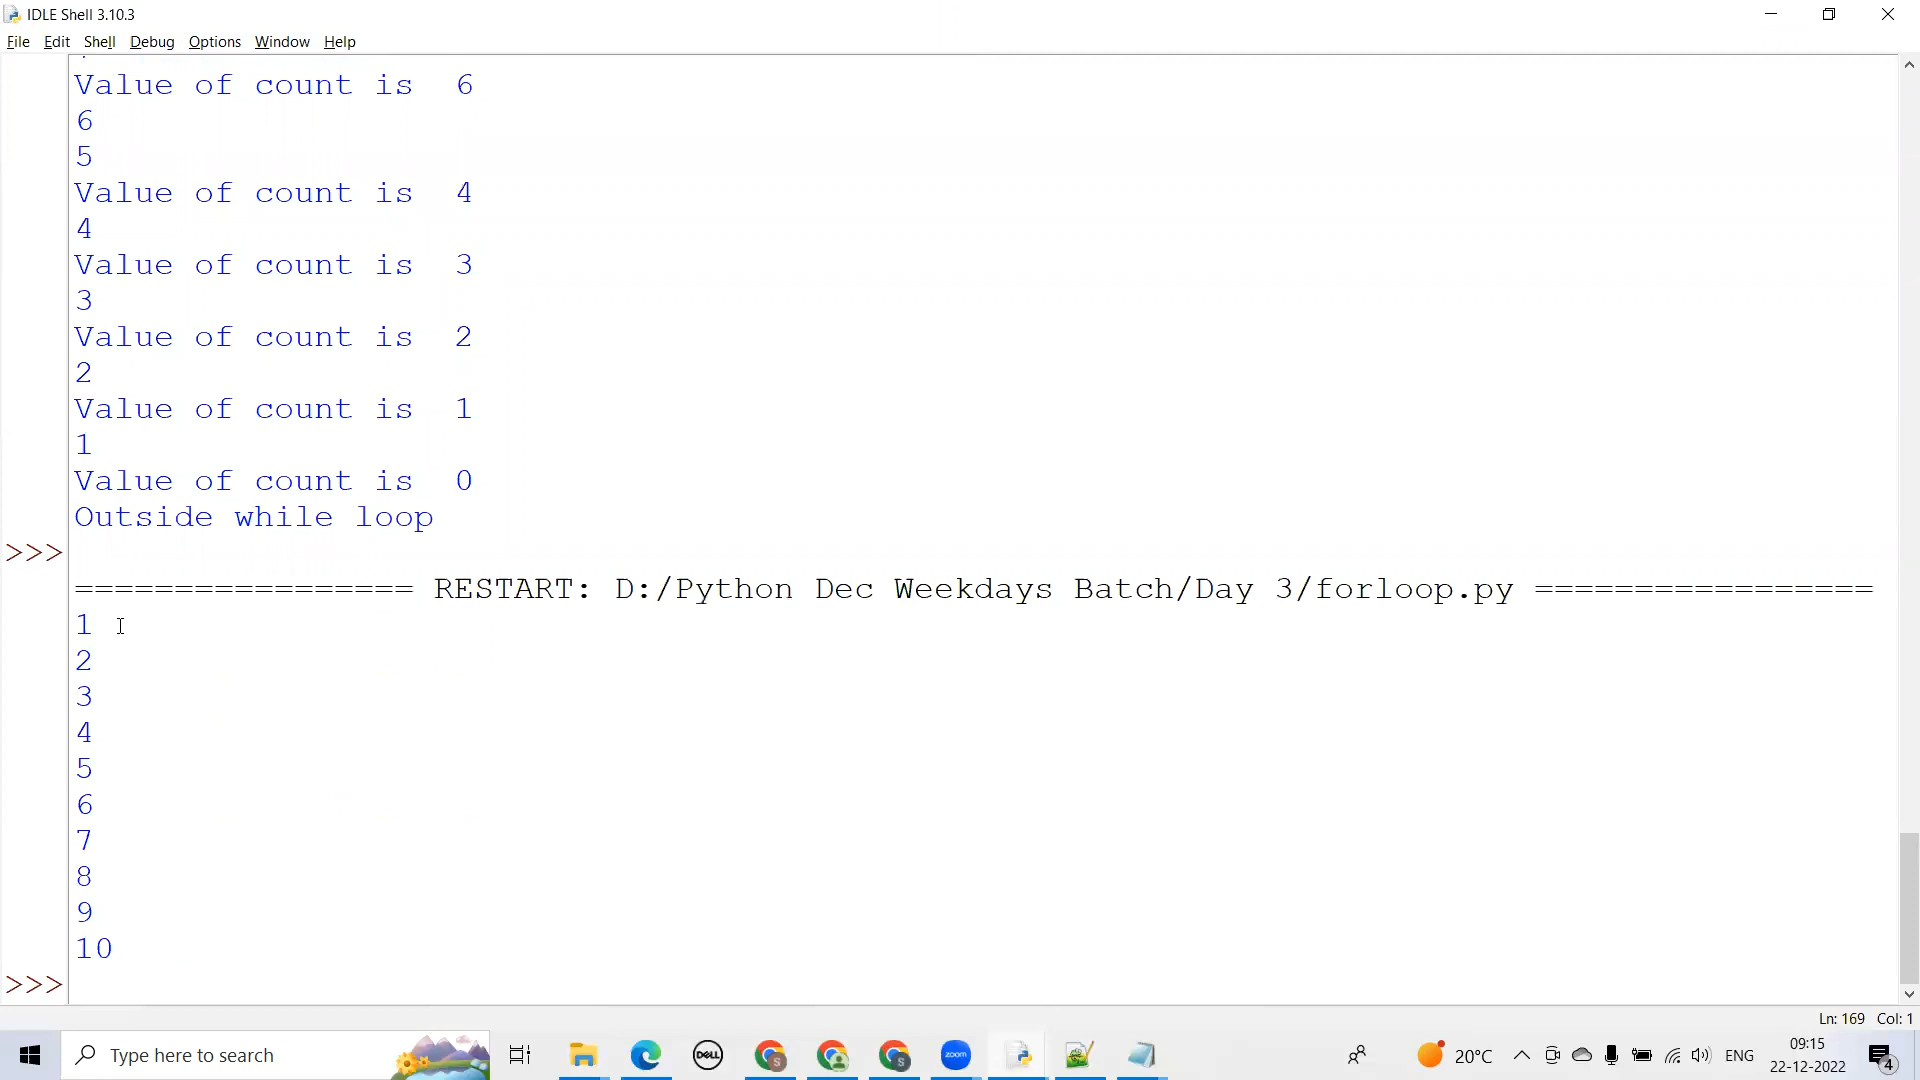 IDLE Shell 3.10.3
File Edit Shell Debug Options Window Help
Value of count is  6
6
5
Value of count is  4
4
Value of count is  3
3
Value of count is  2
2
Value of count is  1
1
Value of count is  0
Outside while loop
>>>
================= RESTART: D:/Python Dec Weekdays Batch/Day 3/forloop.py =================
1
2
3
4
5
6
7
8
9
10
>>>
Ln: 169 Col: 1
Type here to search
DELL
S
S
zoom
20°C
ENG
09:15
22-12-2022
4